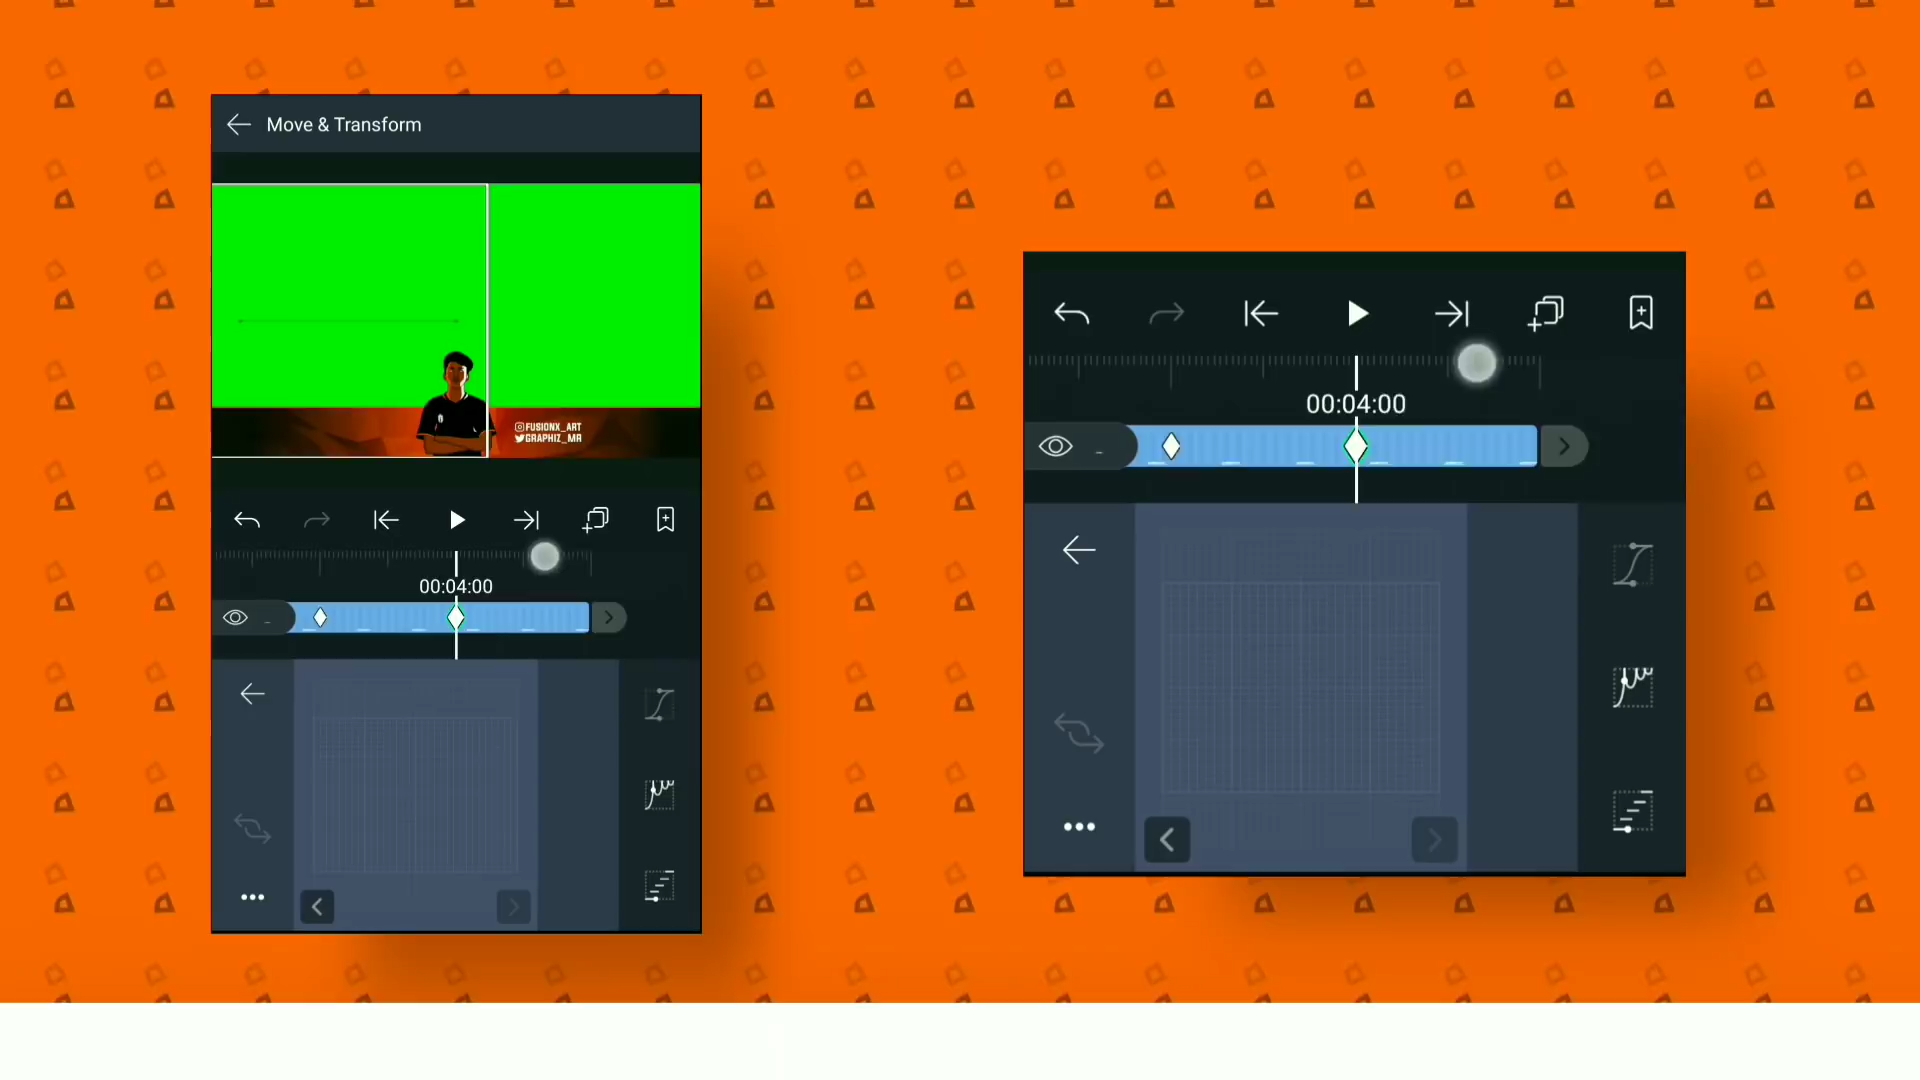 Move & Transform
FUSIONX_ART
GRAPHIZ_MR
00:04:00
00:04:00